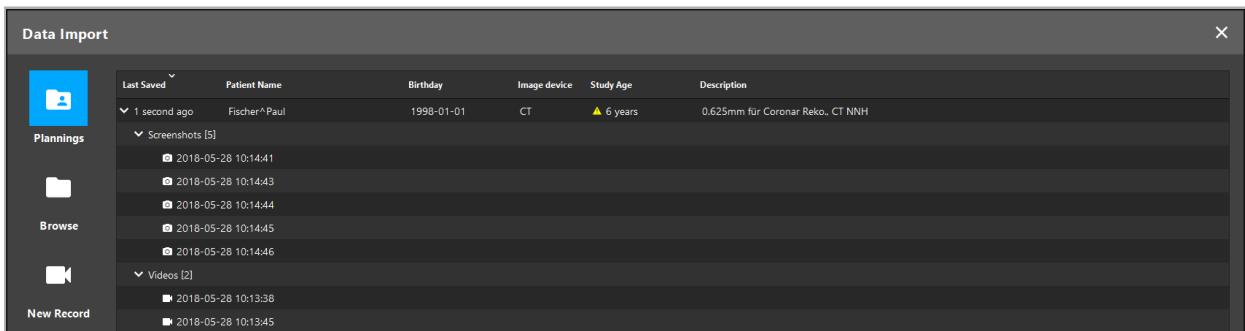 Data Import
Last Saved Patient Name Birthday Image device Study Age Description
1 second ago Fischer^Paul 1998-01-01 CT 6 years 0.625mm für Coronar Reko., CT NNH
Plannings
Screenshots [5]
2018-05-28 10:14:41
2018-05-28 10:14:43
2018-05-28 10:14:44
Browse
2018-05-28 10:14:45
2018-05-28 10:14:46
Videos [2]
2018-05-28 10:13:38
New Record
2018-05-28 10:13:45